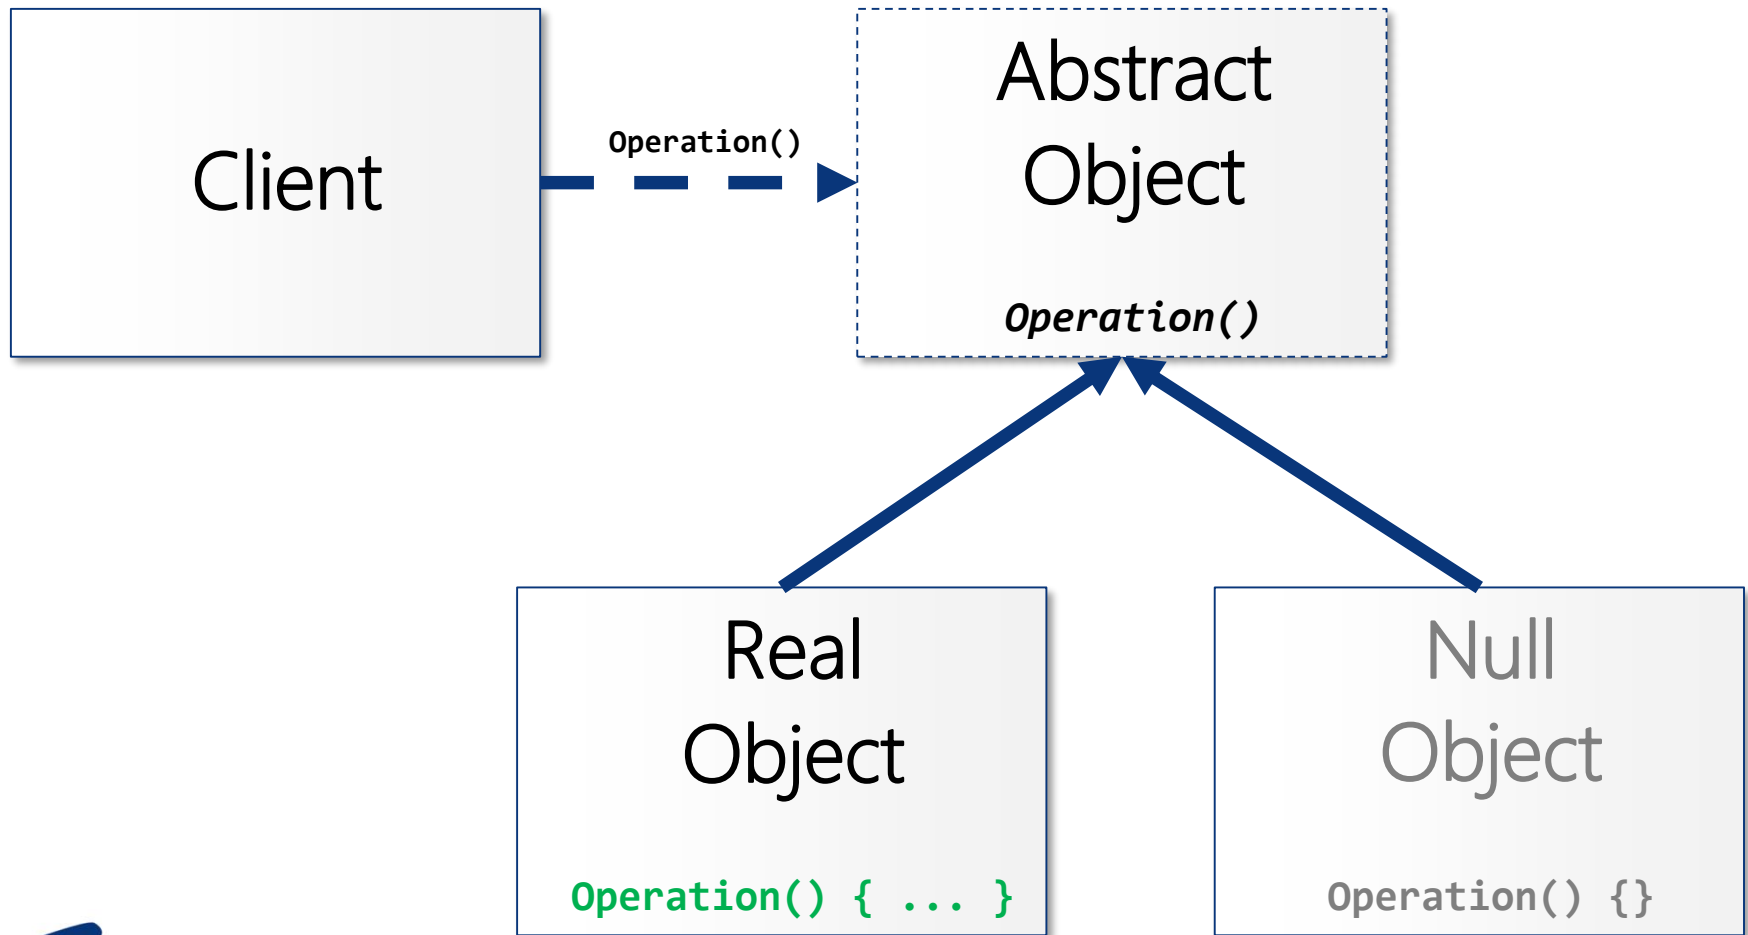 Client
Operation()
Abstract
Object
Operation()
Real
Object
Operation() { ... }
Null
Object
Operation() {}